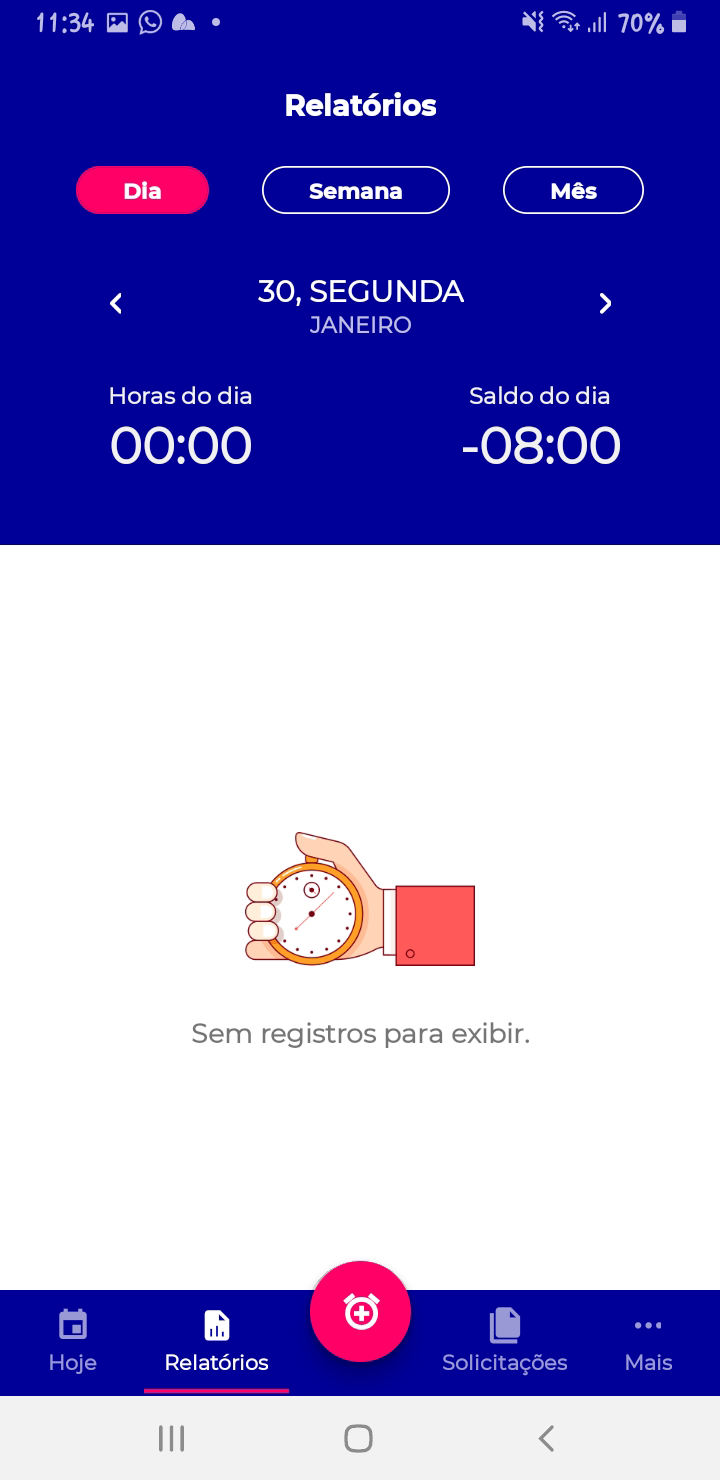 11:34
70%
Relatórios
Dia
Semana
Mês
30, SEGUNDA
JANEIRO
Horas do dia
Saldo do dia
00:00
-08:00
Sem registros para exibir.
Hoje
Relatórios
Solicitações
Mais